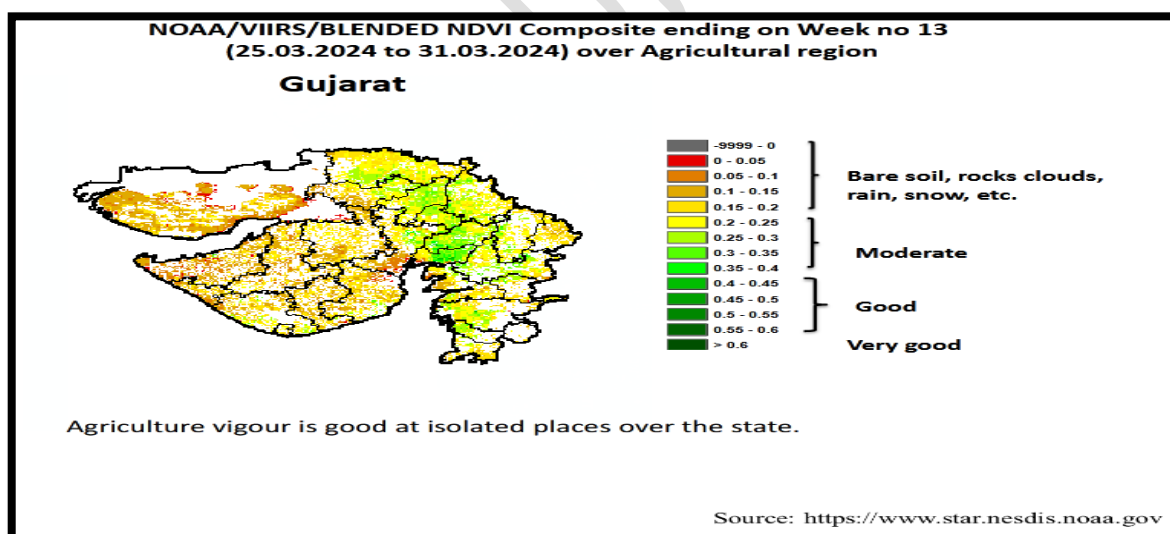 NOAA/VIIRS/BLENDED NDVI Composite ending on Week no 13
(25.03.2024 to 31.03.2024) over Agricultural region
Gujarat
-9999 - 0
0 - 0.05
0.05 - 0.1
0.1 - 0.15
0.15 - 0.2
0.2 - 0.25
0.25 - 0.3
0.3 - 0.35
0.35 - 0.4
0.4 - 0.45
0.45 - 0.5
0.5 - 0.55
0.55 - 0.6
> 0.6
Bare soil, rocks clouds,
rain, snow, etc.
Moderate
Good
Very good
Agriculture vigour is good at isolated places over the state.
Source: https://www.star.nesdis.noaa.gov